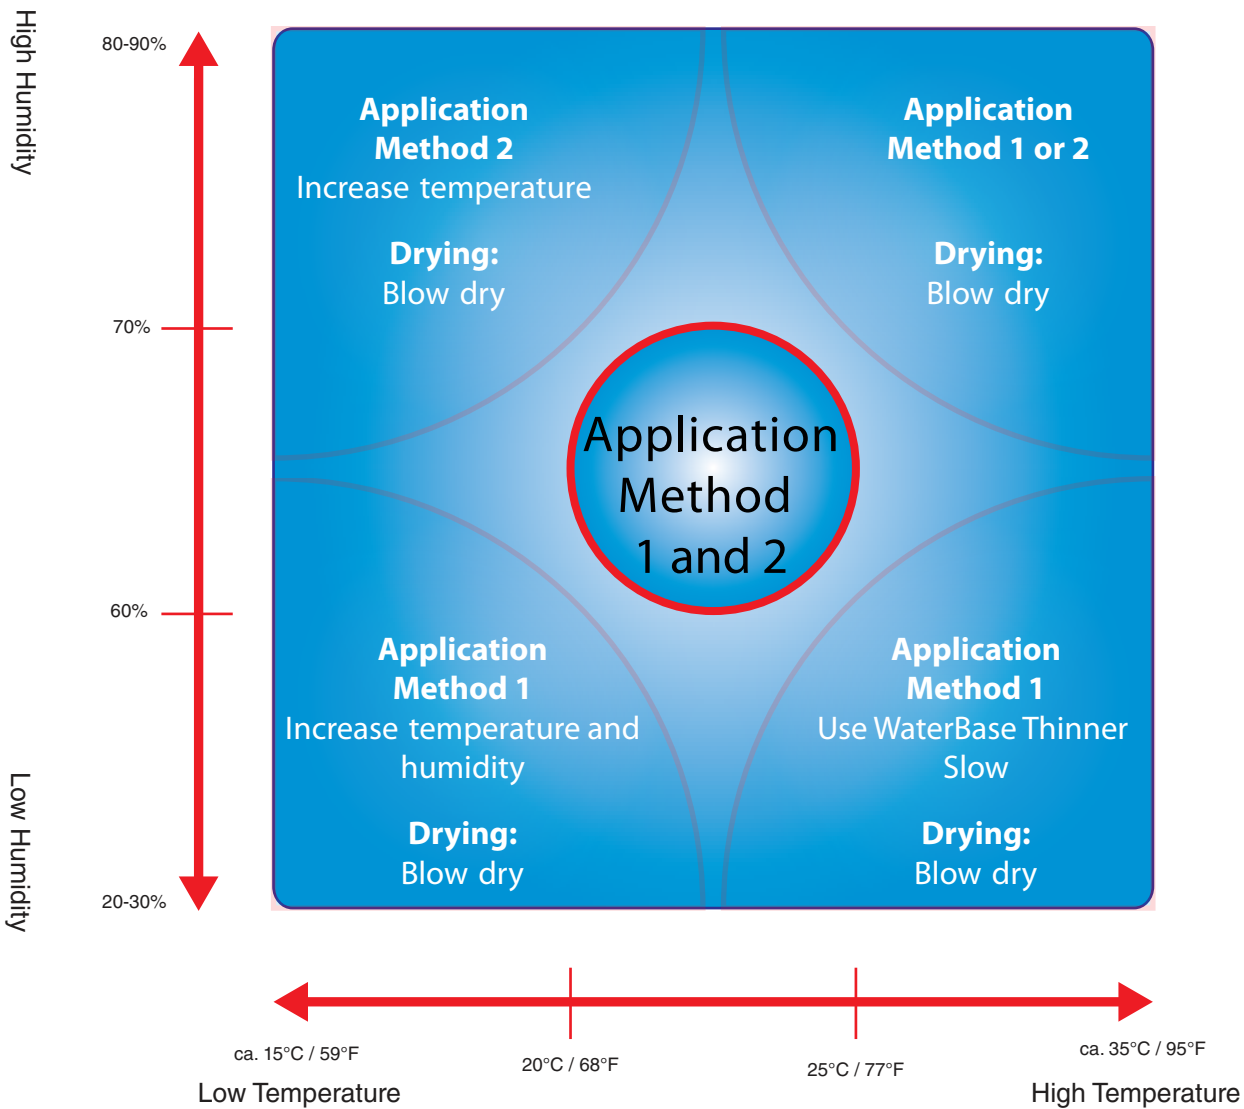 High Humidity
80-90%
70%
60%
20-30%
Low Humidity
Application
Method 2
Increase temperature
Drying:
Blow dry
Application
Method 1 or 2
Drying:
Blow dry
Application
Method
1 and 2
Application
Method 1
Increase temperature and
humidity
Drying:
Blow dry
Application
Method 1
Use WaterBase Thinner
Slow
Drying:
Blow dry
ca. 15°C / 59°F
20°C / 68°F
25°C / 77°F
ca. 35°C / 95°F
Low Temperature
High Temperature